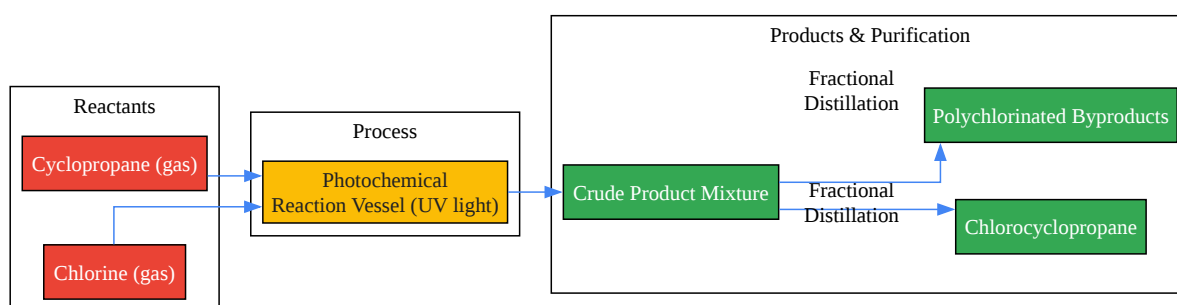 Reactants
Cyclopropane (gas)
Chlorine (gas)
Process
Photochemical
Reaction Vessel (UV light)
Products & Purification
Crude Product Mixture
Fractional
Distillation
Polychlorinated Byproducts
Fractional
Distillation
Chlorocyclopropane